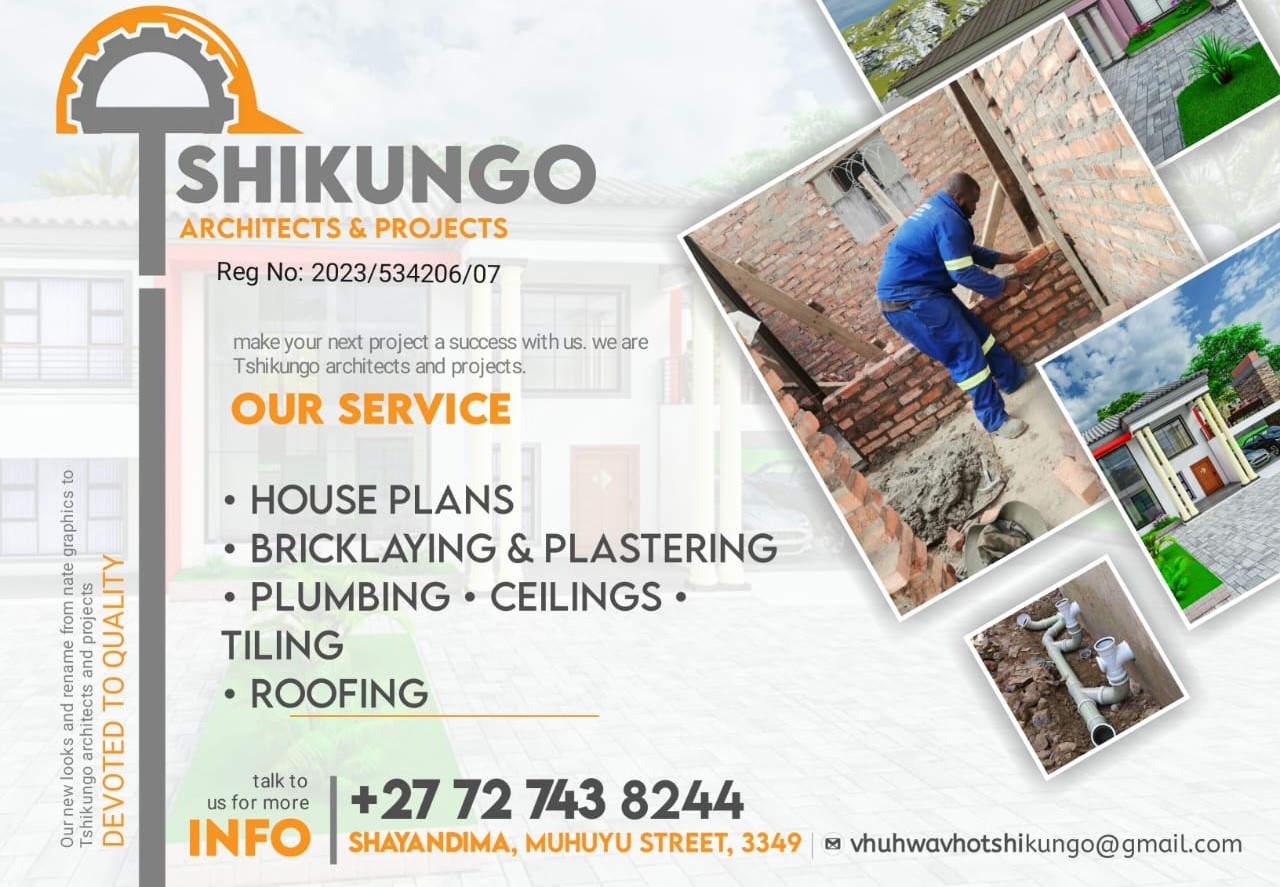 TSHIKUNGO
ARCHITECTS & PROJECTS
Reg No: 2023/534206/07
make your next project a success with us. we are
Tshikungo architects and projects.
OUR SERVICE
• HOUSE PLANS
• BRICKLAYING & PLASTERING
• PLUMBING • CEILINGS •
TILING
• ROOFING
Our new looks and rename from nate graphics to
Tshikungo architects and projects
DEVOTED TO QUALITY
talk to
us for more
INFO
+27 72 743 8244
SHAYANDIMA, MUHUYU STREET, 3349
vhuhwavhotshikungo@gmail.com